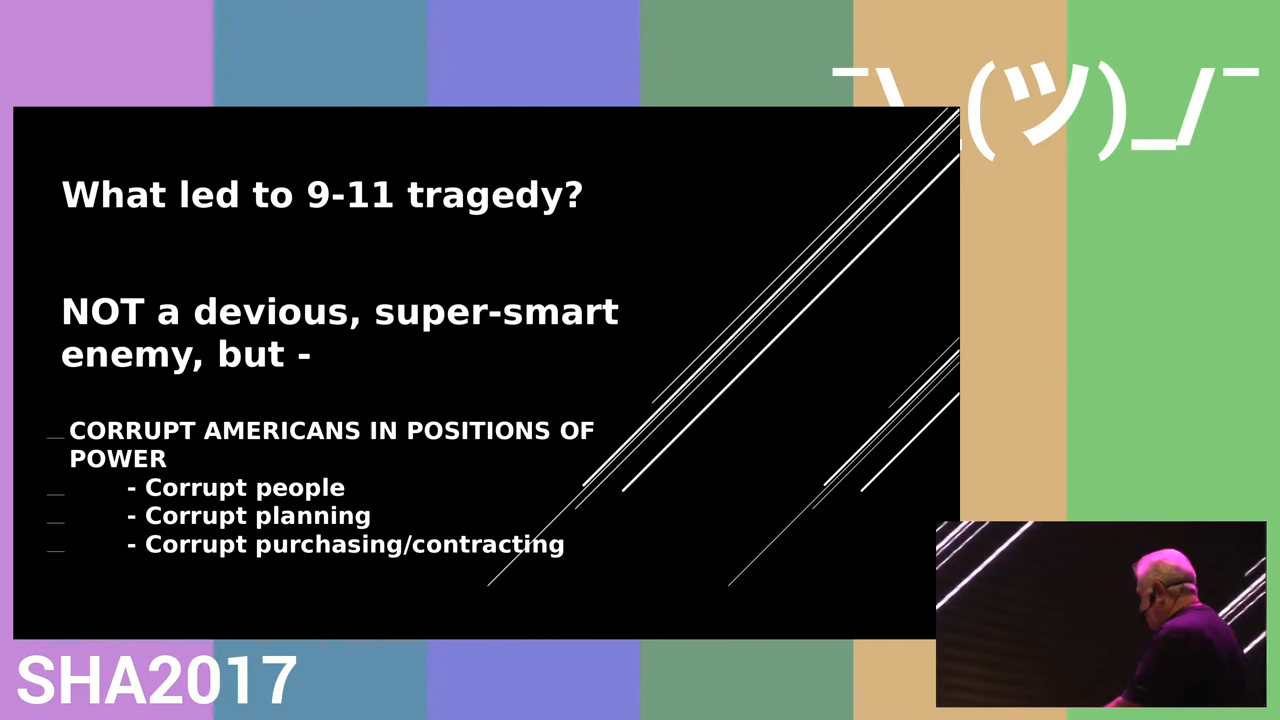 ¯\_(ツ)_/¯
What led to 9-11 tragedy?
NOT a devious, super-smart
enemy, but -
CORRUPT AMERICANS IN POSITIONS OF
POWER
- Corrupt people
- Corrupt planning
- Corrupt purchasing/contracting
SHA2017